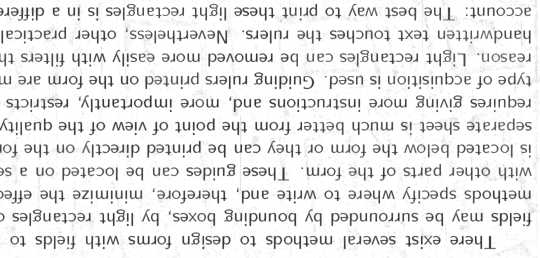 There exist several methods to design forms with fields to
fields may be surrounded by bounding boxes, by light rectangles
methods specify where to write and, therefore, minimize the
with other parts of the form. These guides can be located on a
is located below the form or they can be printed directly on the
separate sheet is much better from the point of view of the quality
requires giving more instructions and, more importantly, restricts
type of acquisition is used. Guiding rulers printed on the form are
reason. Light rectangles can be removed more easily with filters
handwritten text touches the rulers. Nevertheless, other practical
account: The best way to print these light rectangles is in a